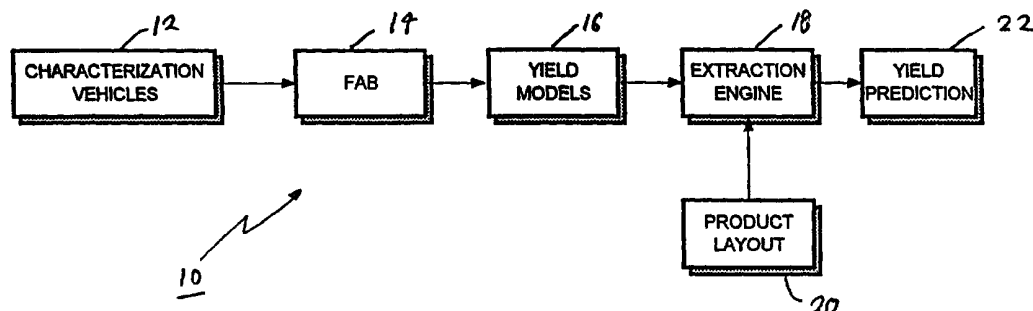 12
14
16
18
22
CHARACTERIZATION
VEHICLES
FAB
YIELD
MODELS
EXTRACTION
ENGINE
YIELD
PREDICTION
PRODUCT
LAYOUT
10
20